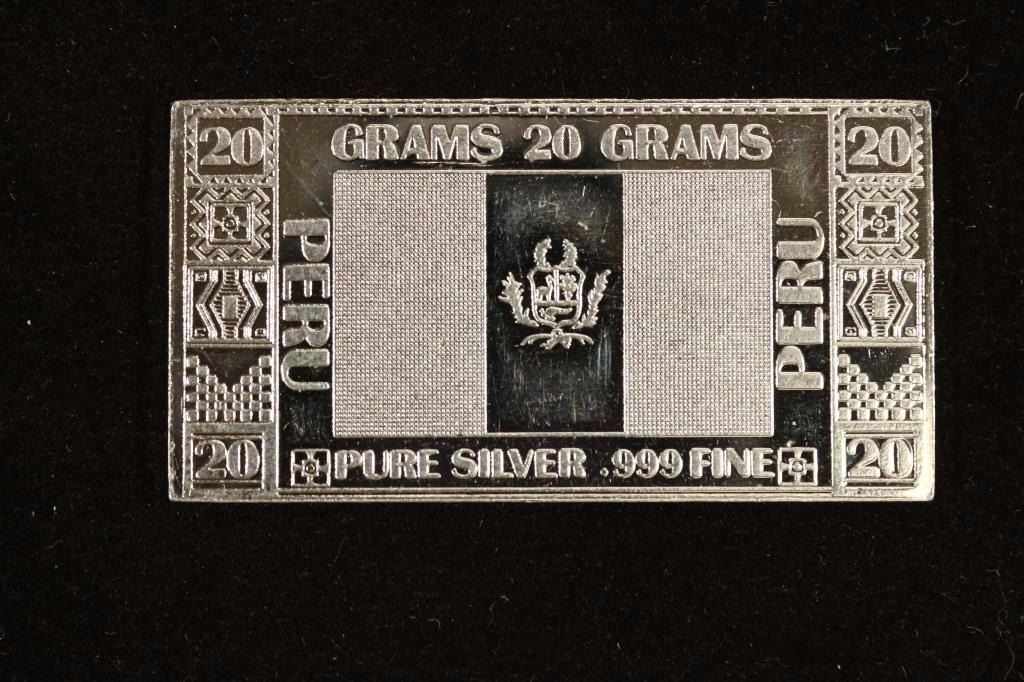 20 GRAMS 20 GRAMS 20
PERU
PERU
20 PURE SILVER .999 FINE 20